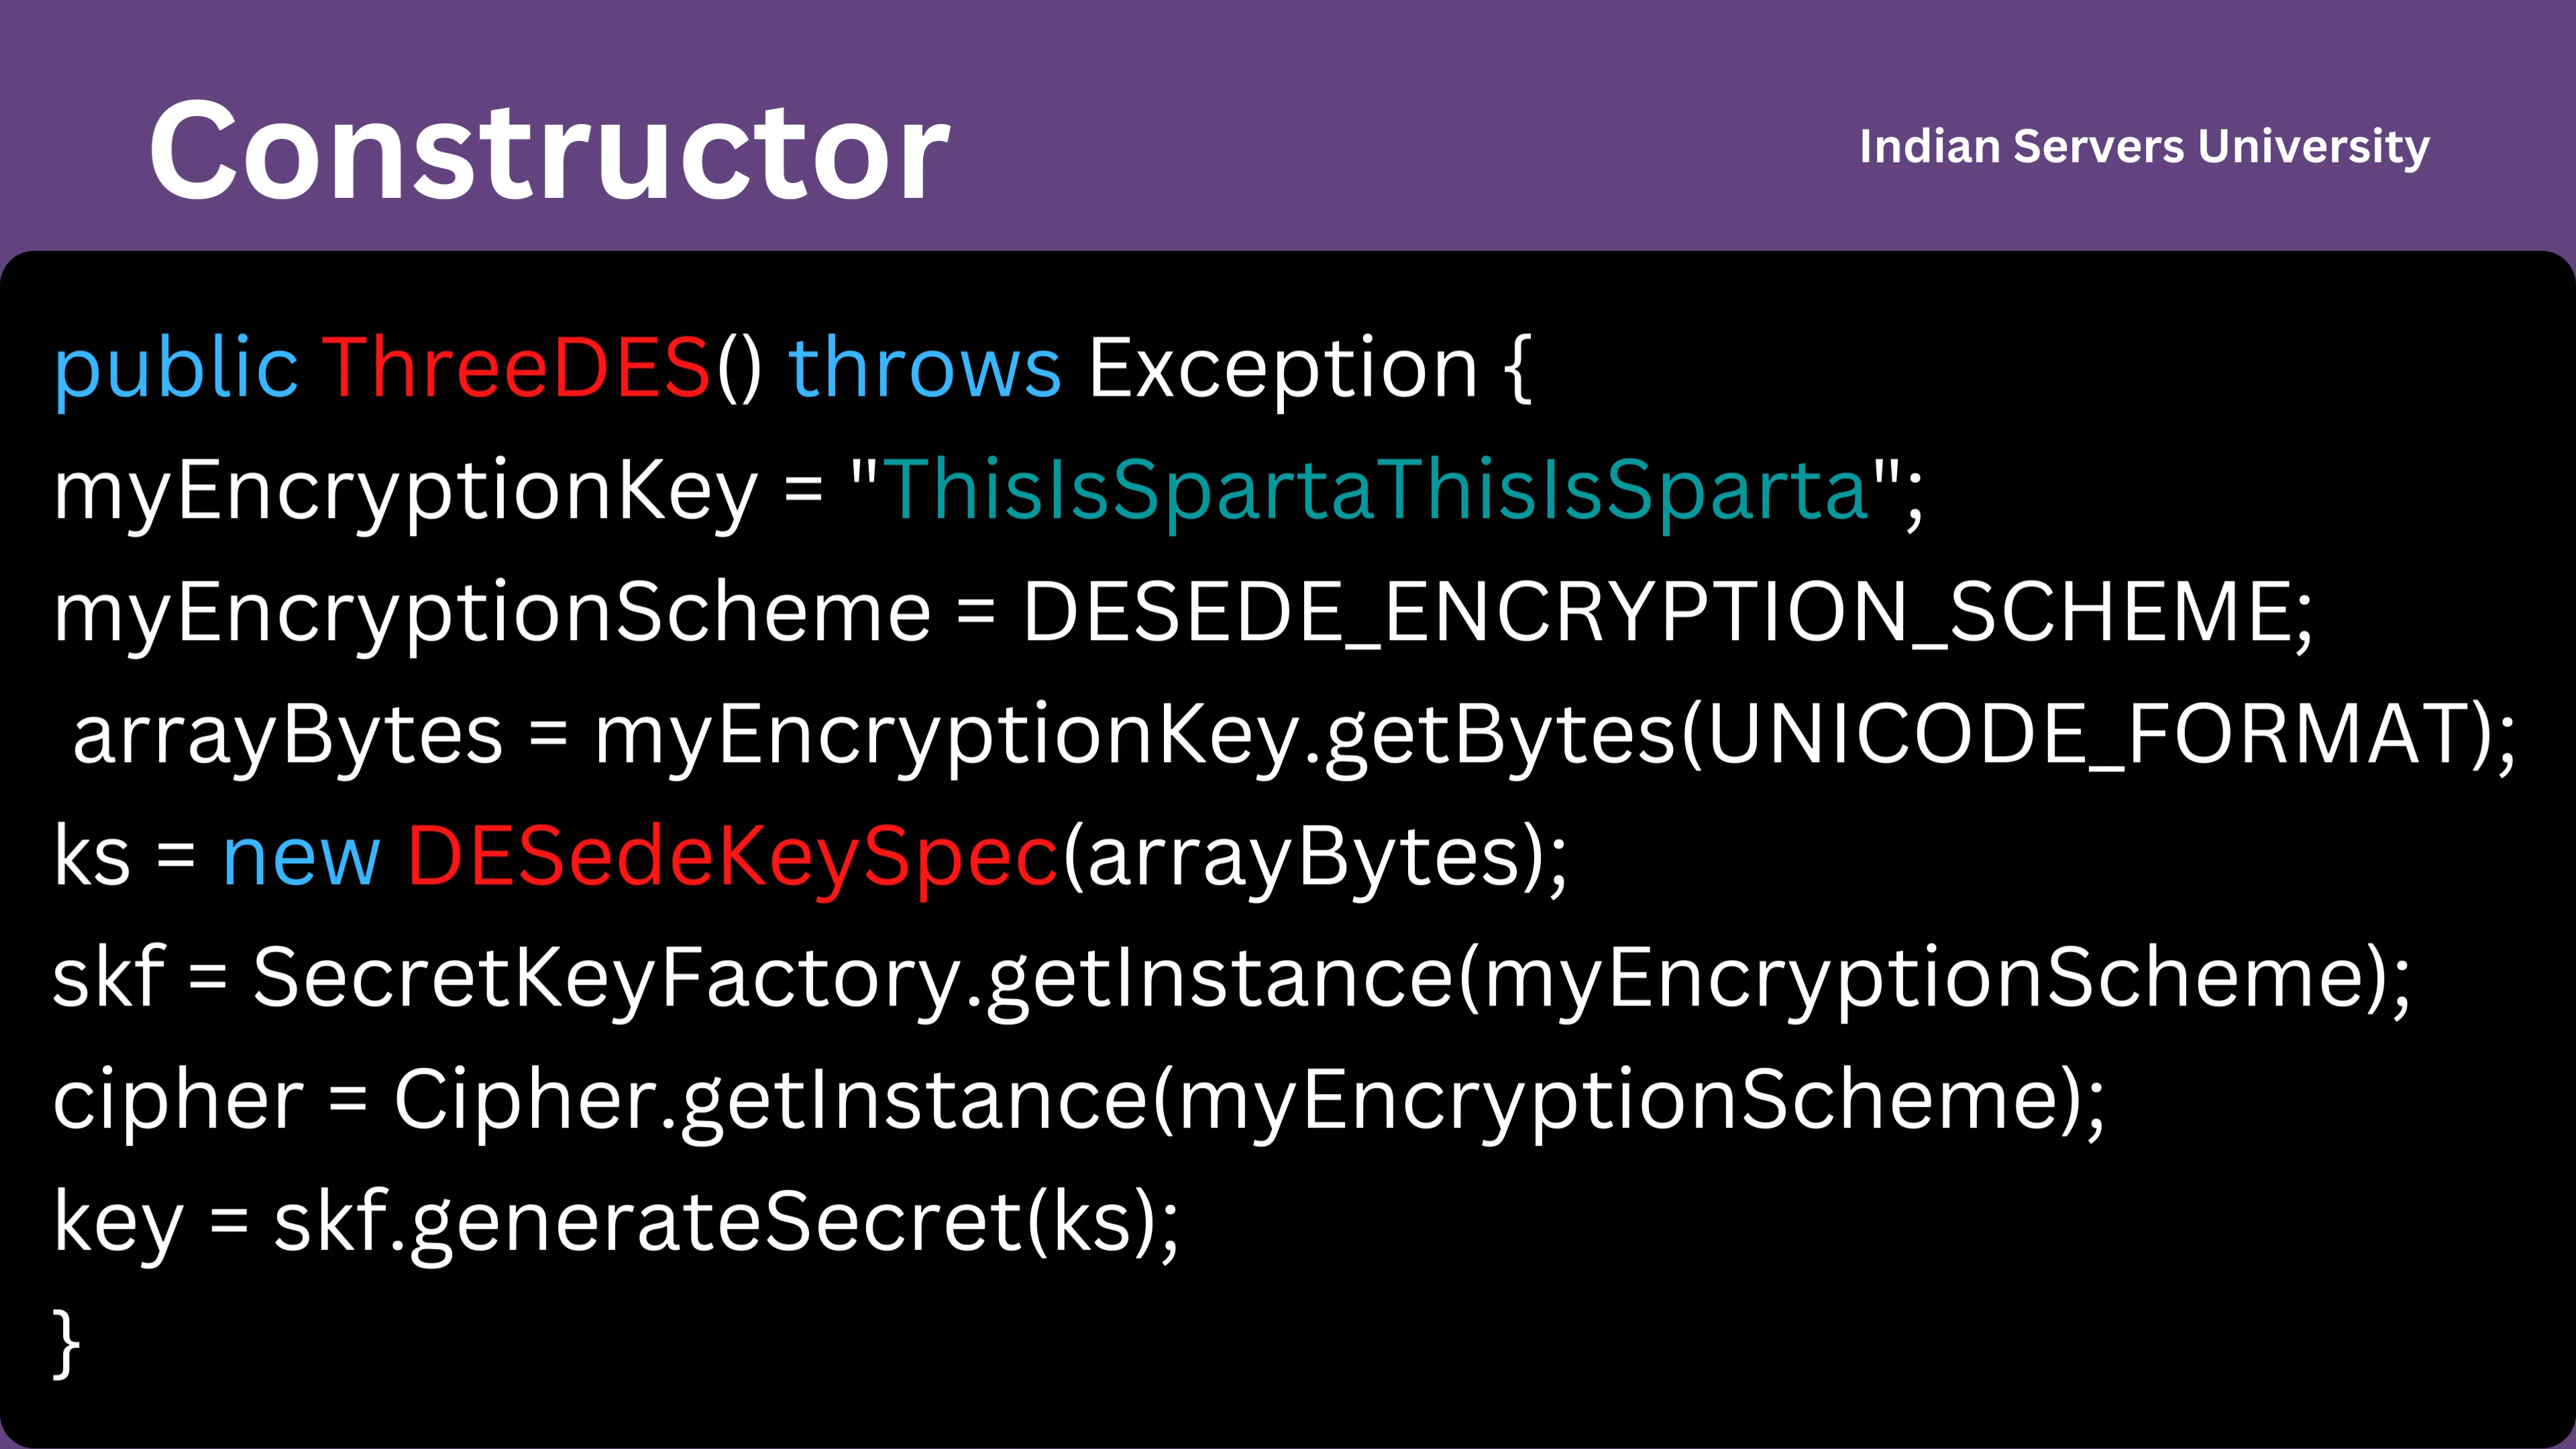 Constructor
Indian Servers University
public ThreeDES() throws Exception {
myEncryptionKey = "ThisIsSpartaThisIsSparta";
myEncryptionScheme = DESEDE_ENCRYPTION_SCHEME;
arrayBytes = myEncryptionKey.getBytes(UNICODE_FORMAT);
ks = new DESedeKeySpec(arrayBytes);
skf = SecretKeyFactory.getInstance(myEncryptionScheme);
cipher = Cipher.getInstance(myEncryptionScheme);
key = skf.generateSecret(ks);
}